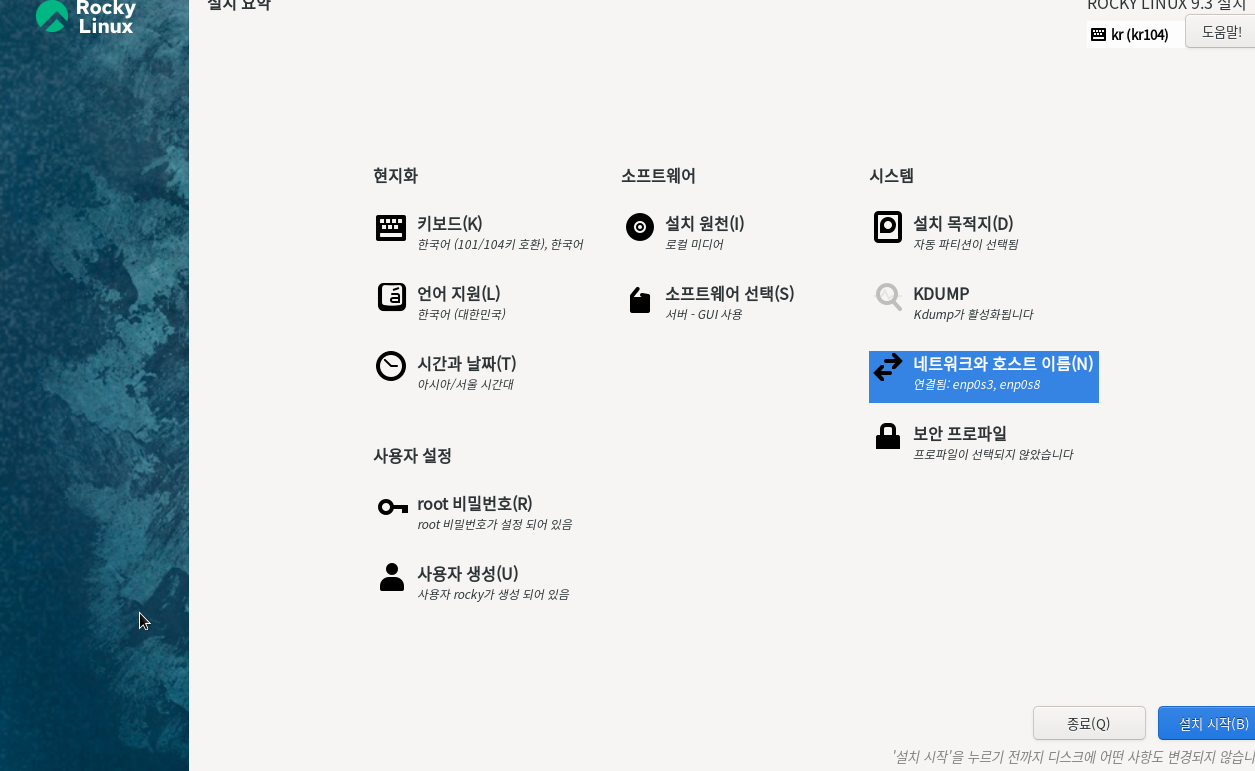 Rocky
Linux
설치 요약
ROCKY LINUX 9.3 설치
kr (kr104)
도움말!
현지화
키보드(K)
한국어 (101/104키 호환), 한국어
언어 지원(L)
한국어 (대한민국)
시간과 날짜(T)
아시아/서울 시간대
소프트웨어
설치 원천(I)
로컬 미디어
소프트웨어 선택(S)
서버 - GUI 사용
시스템
설치 목적지(D)
자동 파티션이 선택됨
KDUMP
Kdump가 활성화됩니다
네트워크와 호스트 이름(N)
연결됨: enp0s3, enp0s8
보안 프로파일
프로파일이 선택되지 않았습니다
사용자 설정
root 비밀번호(R)
root 비밀번호가 설정 되어 있음
사용자 생성(U)
사용자 rocky가 생성 되어 있음
종료(Q)
설치 시작(B)
'설치 시작'을 누르기 전까지 디스크에 어떤 사항도 변경되지 않습니